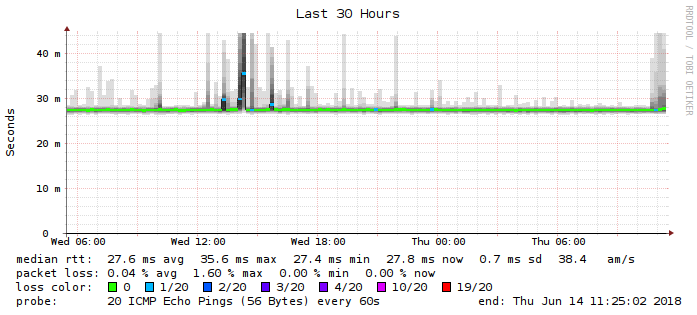 Last 30 Hours
RRDTOOL / TOBI OETIKER
Seconds
40 m
30 m
20 m
10 m
0
Wed 06:00 Wed 12:00 Wed 18:00 Thu 00:00 Thu 06:00
median rtt: 27.6 ms avg 35.6 ms max 27.4 ms min 27.8 ms now 0.7 ms sd 38.4 am/s
packet loss: 0.04 % avg 1.60 % max 0.00 % min 0.00 % now
loss color: 0 1/20 2/20 3/20 4/20 10/20 19/20
probe: 20 ICMP Echo Pings (56 Bytes) every 60s end: Thu Jun 14 11:25:02 2018